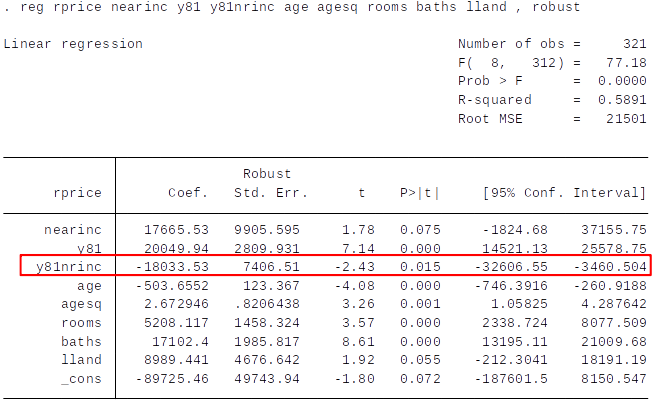 . reg rprice nearinc y81 y81nrinc age agesq rooms baths lland , robust
Linear regression Number of obs = 321
F( 8, 312) = 77.18
Prob > F = 0.0000
R-squared = 0.5891
Root MSE = 21501
Robust
rprice Coef. Std. Err. t P>|t| [95% Conf. Interval]
nearinc 17665.53 9905.595 1.78 0.075 -1824.68 37155.75
y81 20049.94 2809.931 7.14 0.000 14521.13 25578.75
y81nrinc -18033.53 7406.51 -2.43 0.015 -32606.55 -3460.504
age -503.6552 123.367 -4.08 0.000 -746.3916 -260.9188
agesq 2.672946 .8206438 3.26 0.001 1.05825 4.287642
rooms 5208.117 1458.324 3.57 0.000 2338.724 8077.509
baths 17102.4 1985.817 8.61 0.000 13195.11 21009.68
lland 8989.441 4676.642 1.92 0.055 -212.3041 18191.19
_cons -89725.46 49743.94 -1.80 0.072 -187601.5 8150.547